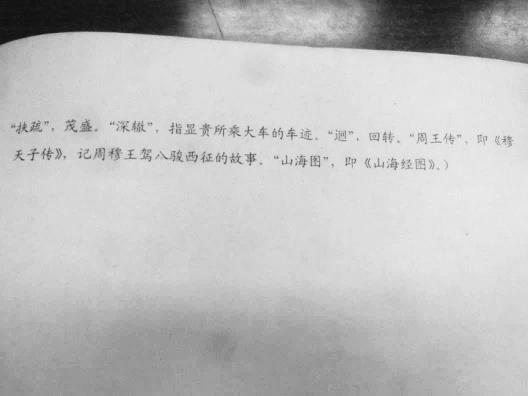 “扶疏”，茂盛。“深辙”，指显贵所乘大车的车迹。“迴”，回转。“周王传”，即《穆
天子传》，记周穆王驾八骏西征的故事。“山海图”，即《山海经图》。）